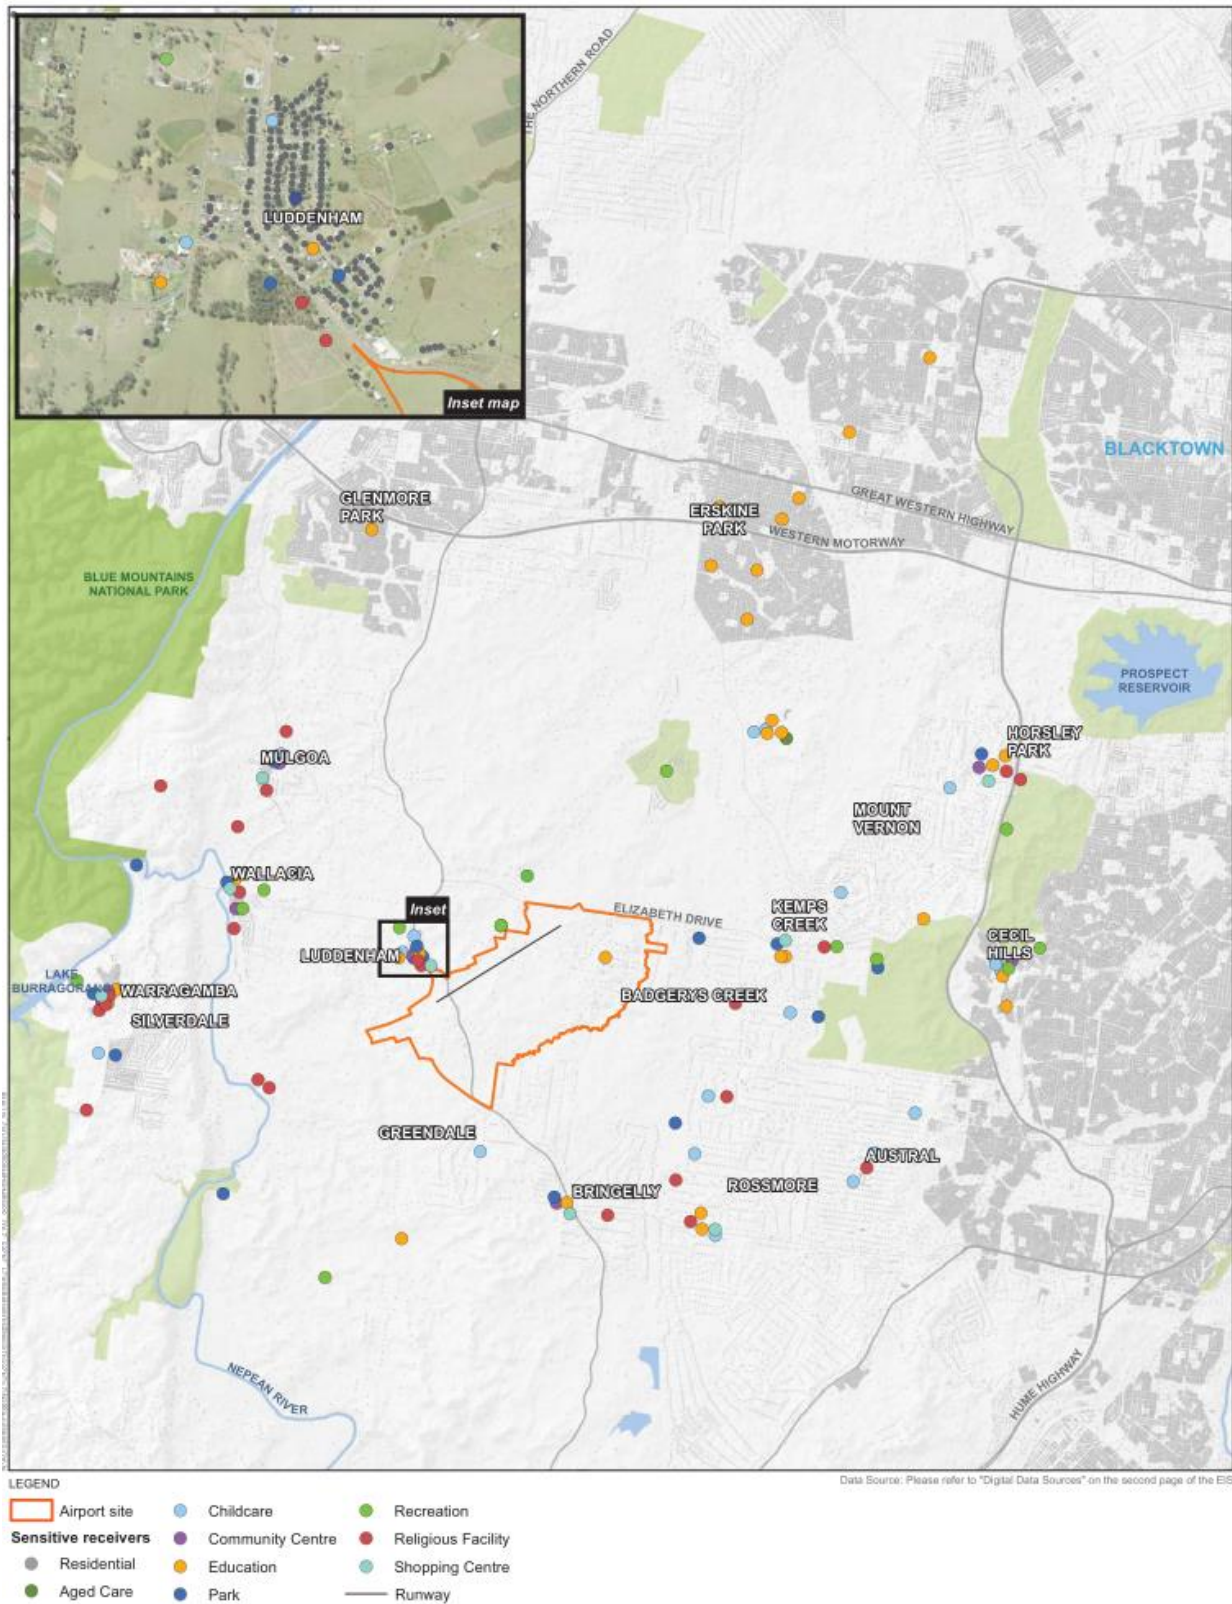 THE NORTHERN ROAD
LUDDENHAM
Inset map
BLACKTOWN
GLENMORE
PARK
ERSKINE
PARK
GREAT WESTERN HIGHWAY
WESTERN MOTORWAY
BLUE MOUNTAINS
NATIONAL PARK
PROSPECT
RESERVOIR
MULGOA
HORSLEY
PARK
MOUNT
VERNON
WALLACIA
Inset
ELIZABETH DRIVE
KEMPS
CREEK
LUDDENHAM
CECIL
HILLS
LAKE
BURRAGORANG
WARRAGAMBA
BADGERYS CREEK
SILVERDALE
GREENDALE
AUSTRAL
BRINGELLY
ROSSMORE
NEPEAN RIVER
HUME HIGHWAY
LEGEND
Data Source: Please refer to "Digital Data Sources" on the second page of the EIS
Airport site
Childcare
Recreation
Sensitive receivers
Community Centre
Religious Facility
Residential
Education
Shopping Centre
Aged Care
Park
Runway